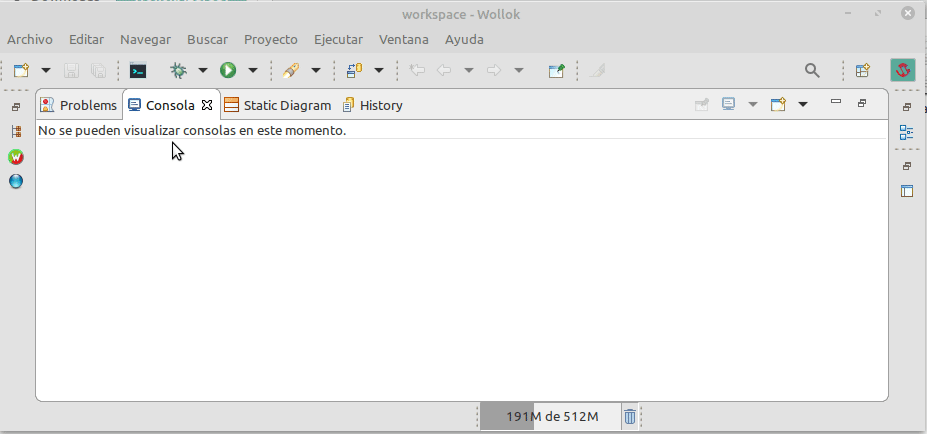 workspace - Wollok
Archivo Editar Navegar Buscar Proyecto Ejecutar Ventana Ayuda
Problems Consola Static Diagram History
No se pueden visualizar consolas en este momento.
191M de 512M